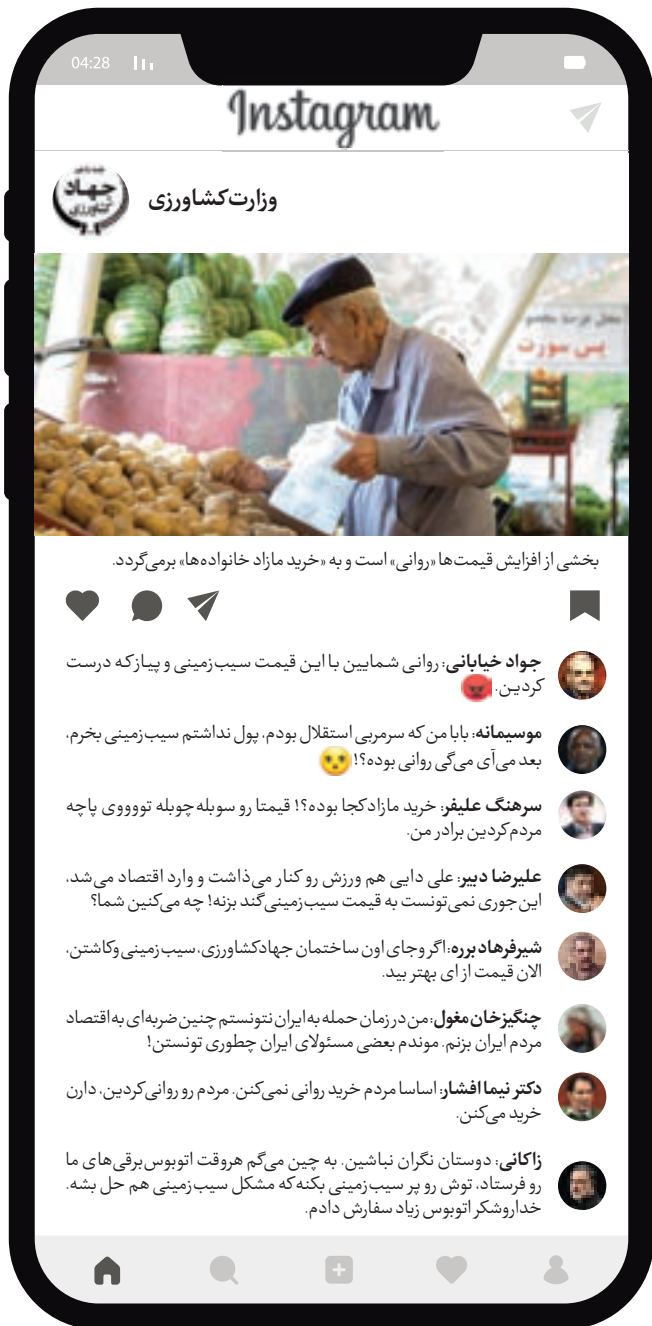 04:28
Instagram
جهاد
کشاورزی
وزارت کشاورزی
پس سورت
بخشی از افزایش قیمت‌ها «روانی» است و به «خرید مازاد خانواده‌ها» برمی‌گردد.
جواد خیابانی: روانی شمایین با این قیمت سیب‌زمینی و پیاز که درست
کردین.
موسیمانه: بابا من که سرمربی استقلال بودم، پول نداشتم سیب‌زمینی بخرم،
بعد می‌آی می‌گی روانی بوده؟!
سرهنگ علیفر: خرید مازاد کجا بوده؟! قیمتا رو سوبله چوبله تووووی پاچه
مردم کردین برادر من.
علیرضا دبیر: علی دایی هم ورزش رو کنار می‌ذاشت و وارد اقتصاد می‌شد،
این‌جوری نمی‌تونست به قیمت سیب‌زمینی گند بزنه! چه می‌کنین شما؟
شیرفرهاد برره: اگر وجای اون ساختمان جهادکشاورزی، سیب‌زمینی وکاشتن،
الان قیمت از ای بهتر بید.
چنگیزخان مغول: من در زمان حمله به ایران نتونستم چنین ضربه‌ای به اقتصاد
مردم ایران بزنم. موندم بعضی مسئولای ایران چطوری تونستن!
دکتر نیما افشار: اساسا مردم خرید روانی نمی‌کنن. مردم رو روانی کردین، دارن
خرید می‌کنن.
زاکانی: دوستان نگران نباشین. به چین می‌گم هروقت اتوبوس‌برقی‌های ما
رو فرستاد، توش رو پر سیب‌زمینی بکنه که مشکل سیب‌زمینی هم حل بشه.
خداروشکر اتوبوس زیاد سفارش دادم.